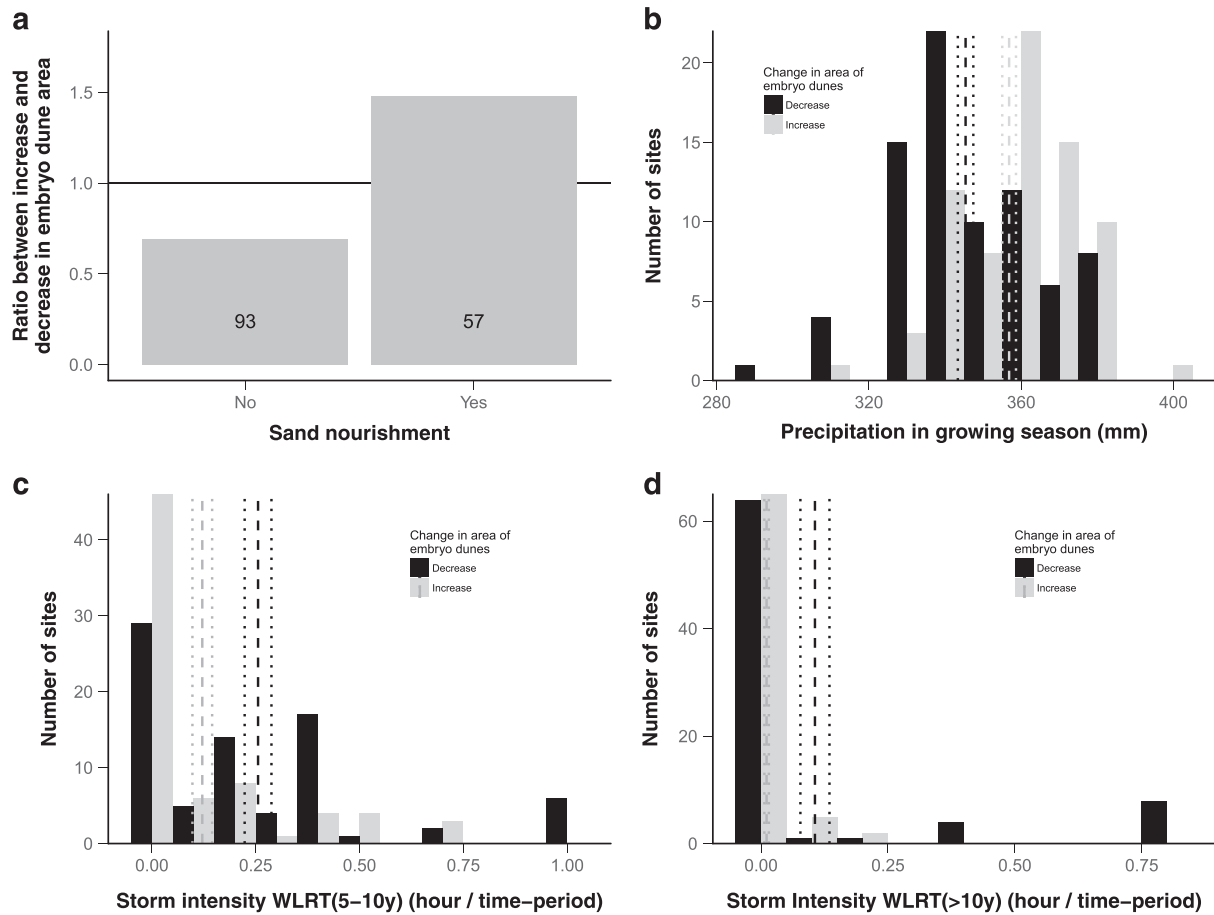 a
Ratio between increase and
decrease in embryo dune area
1.5
1.0
0.5
0.0
93
57
No
Yes
Sand nourishment
b
Number of sites
20
15
10
5
0
Change in area of
embryo dunes
Decrease
Increase
280
320
360
400
Precipitation in growing season (mm)
c
Number of sites
40
30
20
10
0
Change in area of
embryo dunes
Decrease
Increase
0.00
0.25
0.50
0.75
1.00
Storm intensity WLRT(5−10y) (hour / time−period)
d
Number of sites
60
40
20
0
Change in area of
embryo dunes
Decrease
Increase
0.00
0.25
0.50
0.75
Storm Intensity WLRT(>10y) (hour / time−period)